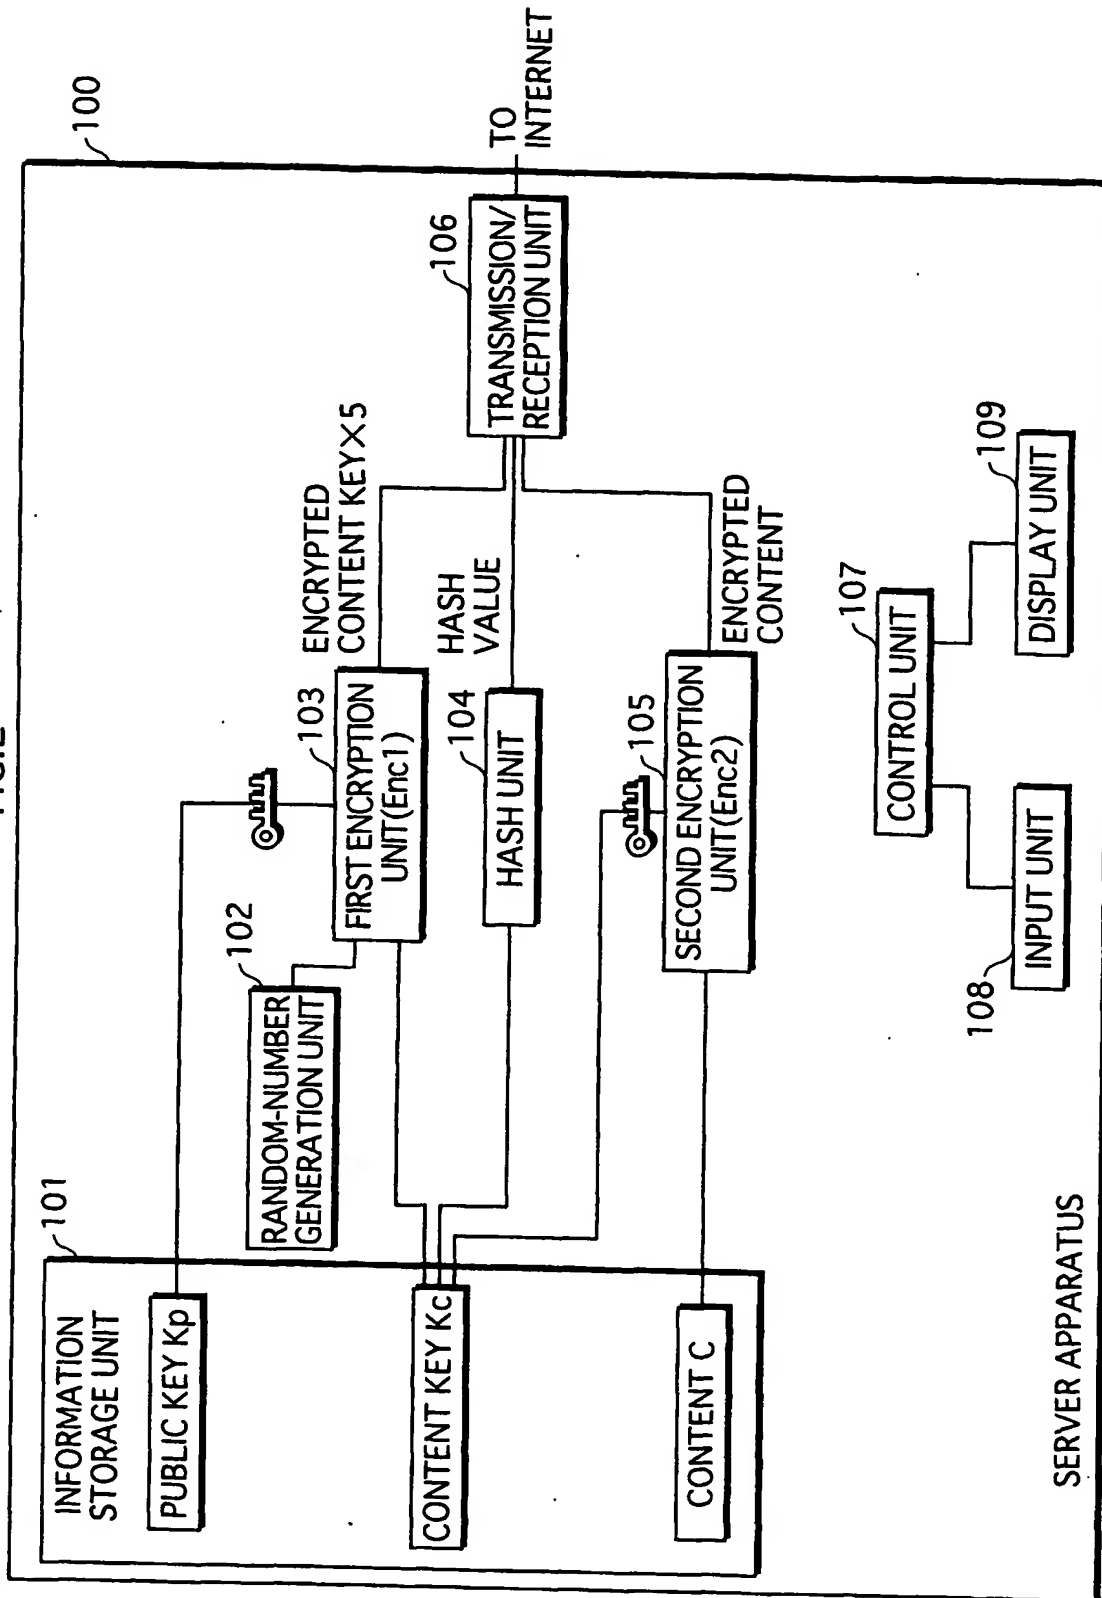 100
TO
INTERNET
101
INFORMATION
STORAGE UNIT
PUBLIC KEY Kp
102
RANDOM-NUMBER
GENERATION UNIT
103
FIRST ENCRYPTION
UNIT(Enc1)
ENCRYPTED
CONTENT KEY×5
106
TRANSMISSION/
RECEPTION UNIT
CONTENT KEY Kc
104
HASH UNIT
HASH
VALUE
105
SECOND ENCRYPTION
UNIT(Enc2)
ENCRYPTED
CONTENT
CONTENT C
107
CONTROL UNIT
108
INPUT UNIT
109
DISPLAY UNIT
SERVER APPARATUS